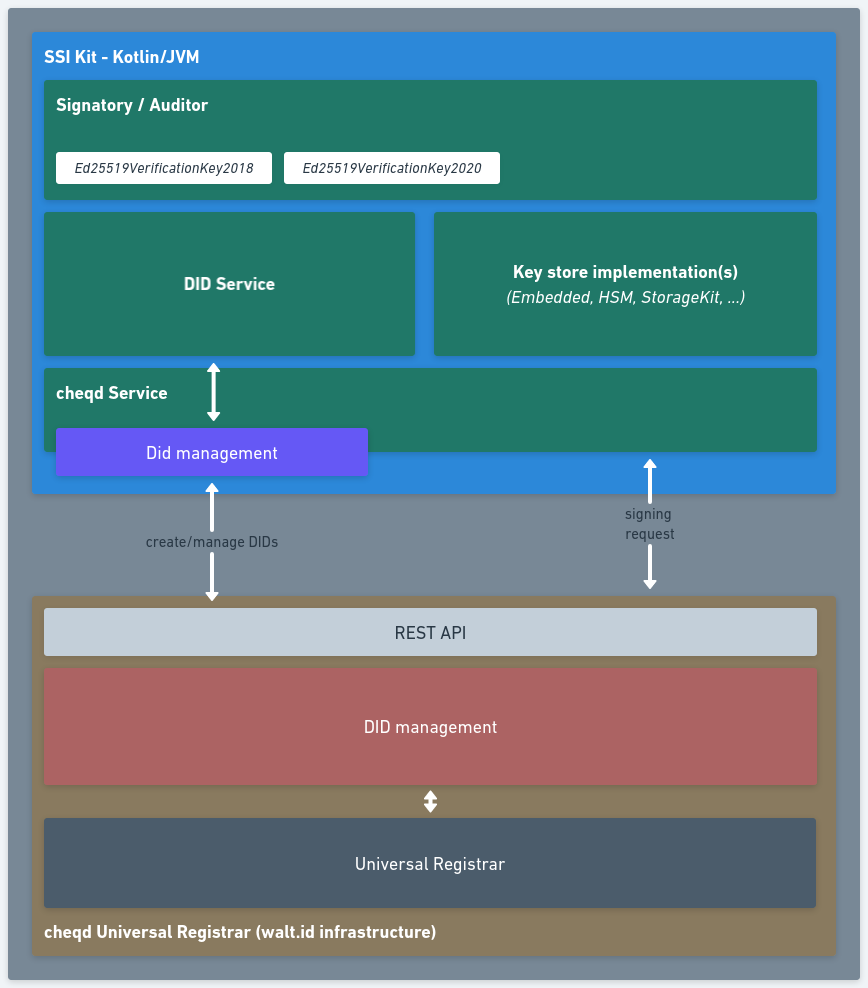 SSI Kit - Kotlin/JVM
Signatory / Auditor
Ed25519VerificationKey2018
Ed25519VerificationKey2020
DID Service
Key store implementation(s)
(Embedded, HSM, StorageKit, ...)
cheqd Service
Did management
create/manage DIDs
signing
request
REST API
DID management
Universal Registrar
cheqd Universal Registrar (walt.id infrastructure)